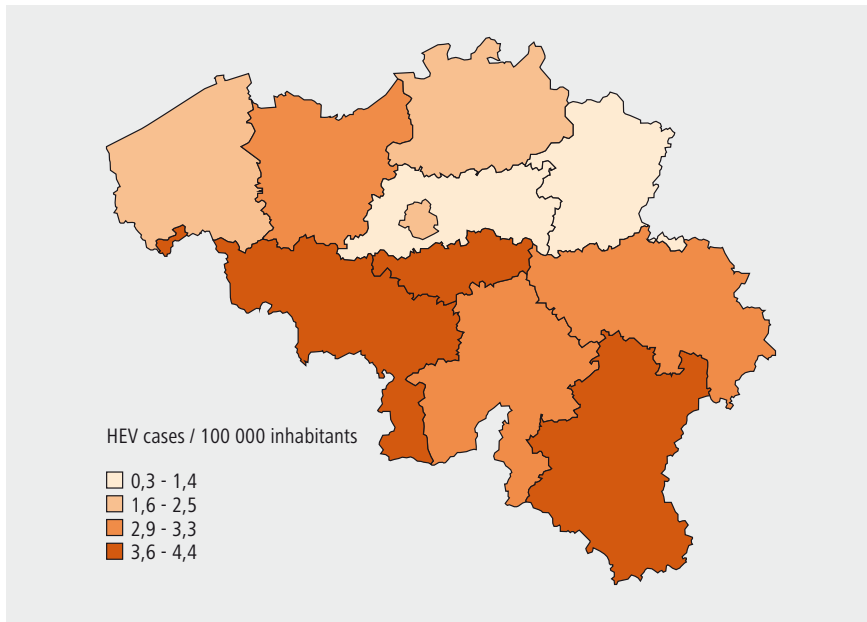 HEV cases / 100 000 inhabitants
0,3 - 1,4
1,6 - 2,5
2,9 - 3,3
3,6 - 4,4